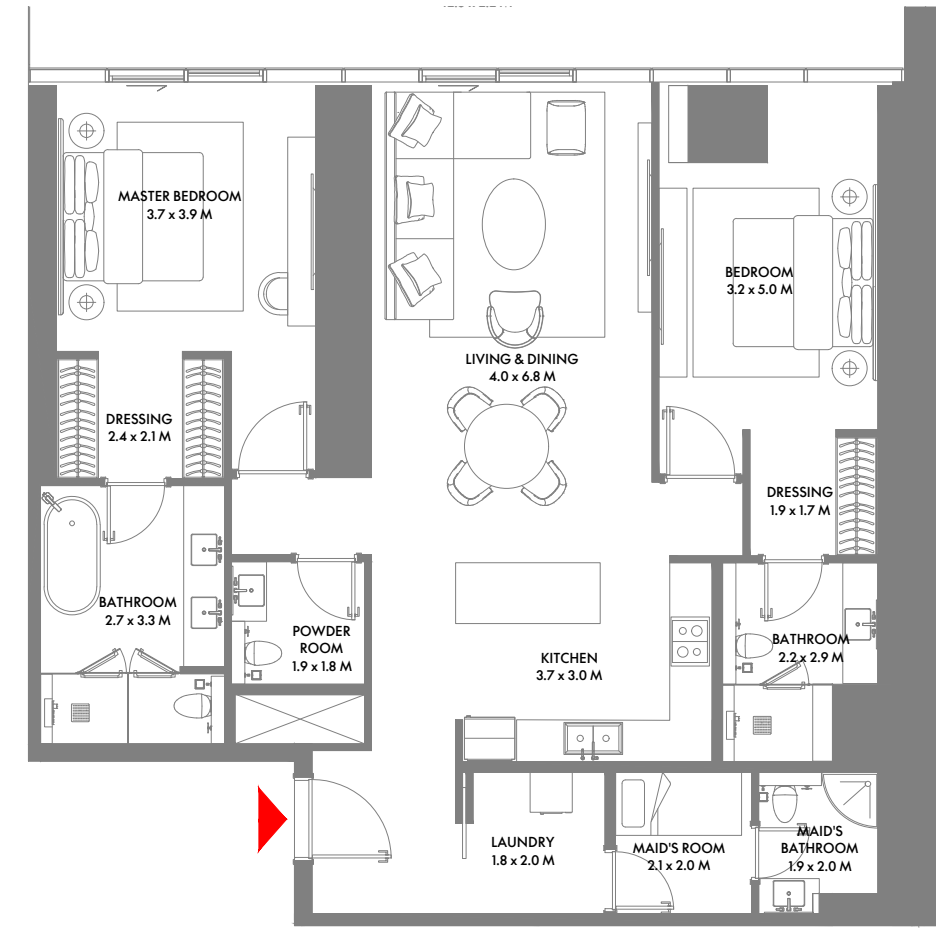 MASTER BEDROOM
3.7 x 3.9 M
BEDROOM
3.2 x 5.0 M
LIVING & DINING
4.0 x 6.8 M
DRESSING
2.4 x 2.1 M
DRESSING
1.9 x 1.7 M
BATHROOM
2.7 x 3.3 M
POWDER
ROOM
1.9 x 1.8 M
KITCHEN
3.7 x 3.0 M
BATHROOM
2.2 x 2.9 M
LAUNDRY
1.8 x 2.0 M
MAID'S ROOM
2.1 x 2.0 M
MAID'S
BATHROOM
1.9 x 2.0 M